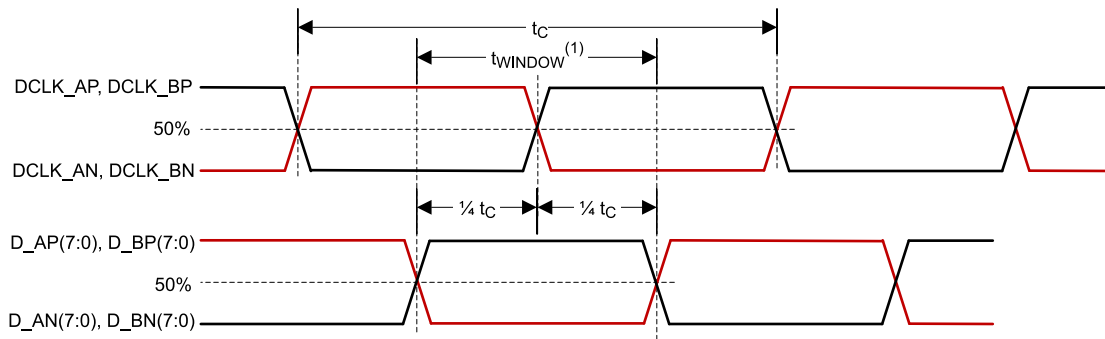 t_C
t_WINDOW^(1)
DCLK_AP, DCLK_BP
50%
DCLK_AN, DCLK_BN
¼ t_C
¼ t_C
D_AP(7:0), D_BP(7:0)
50%
D_AN(7:0), D_BN(7:0)